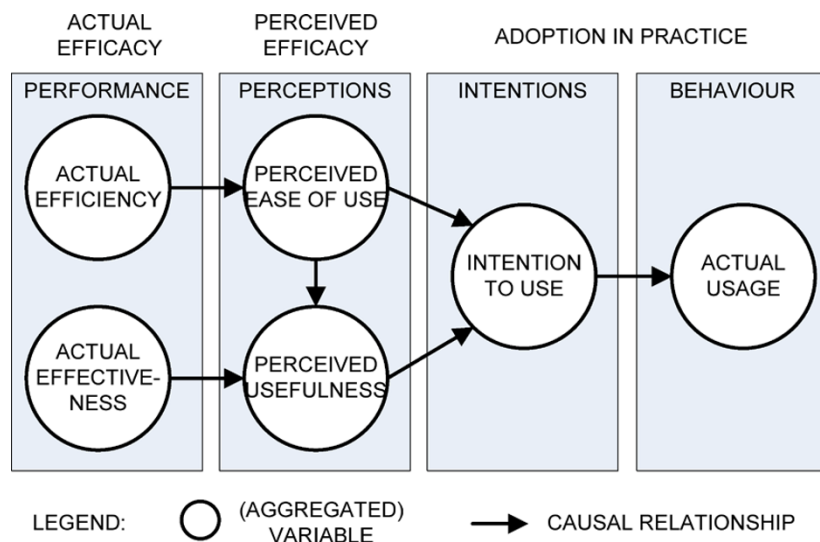 ACTUAL
EFFICACY
PERCEIVED
EFFICACY
ADOPTION IN PRACTICE
PERFORMANCE
PERCEPTIONS
INTENTIONS
BEHAVIOUR
ACTUAL
EFFICIENCY
PERCEIVED
EASE OF USE
INTENTION
TO USE
ACTUAL
USAGE
ACTUAL
EFFECTIVE-
NESS
PERCEIVED
USEFULNESS
LEGEND:
(AGGREGATED)
VARIABLE
CAUSAL RELATIONSHIP